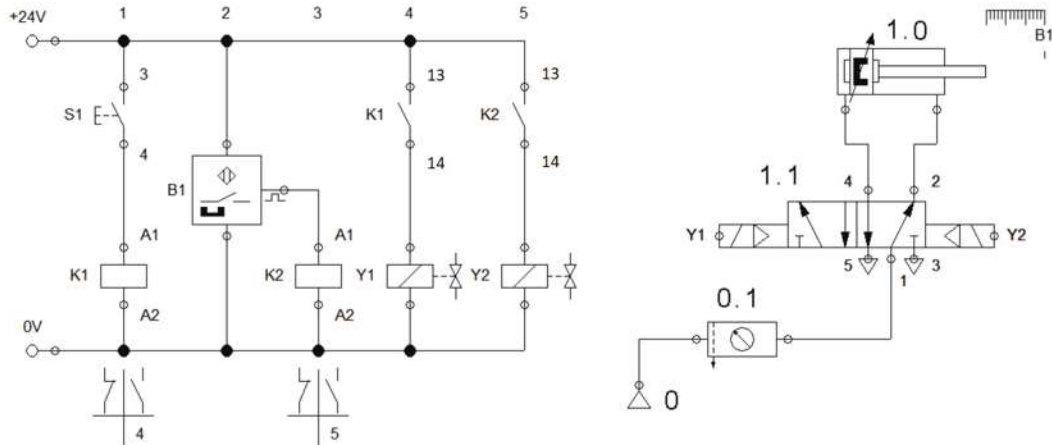 +24V 1 2 3 4 5
3 13 13
S1 K1 K2
4 14 14
B1
A1 A1
K1 K2 Y1 Y2
A2 A2
0V
4 5
B1
1.0
1.1 4 2
Y1 Y2
5 1 3
0.1
0